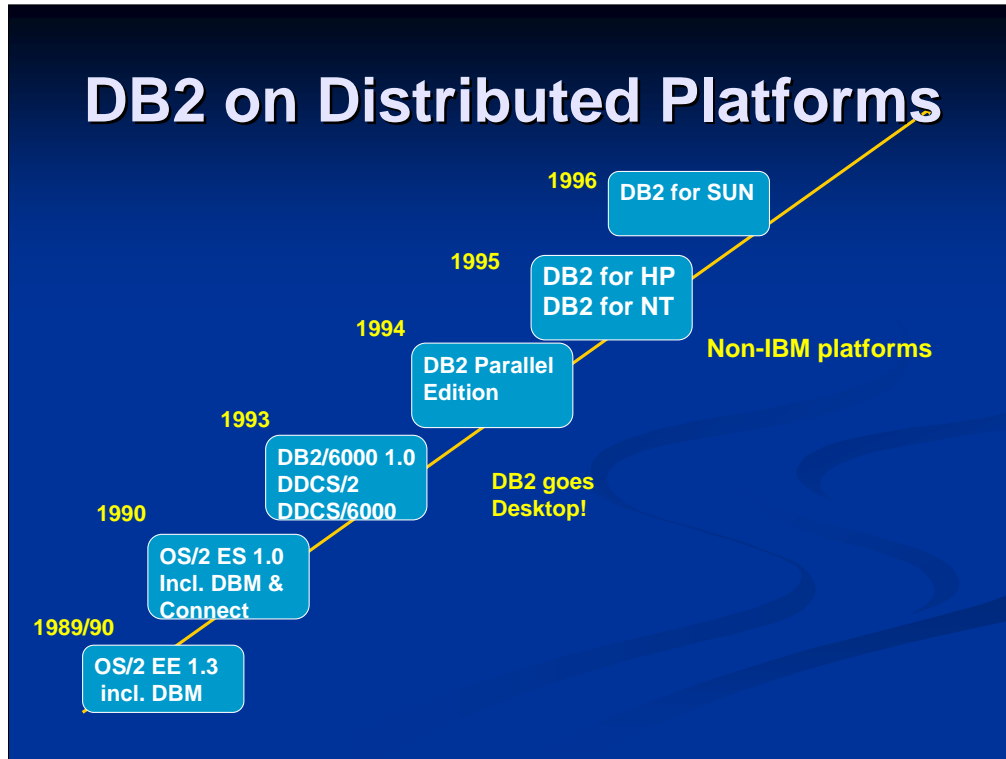 DB2 on Distributed Platforms
1996
DB2 for SUN
1995
DB2 for HP
DB2 for NT
Non-IBM platforms
1994
DB2 Parallel
Edition
1993
DB2/6000 1.0
DDCS/2
DDCS/6000
DB2 goes
Desktop!
1990
OS/2 ES 1.0
Incl. DBM &
Connect
1989/90
OS/2 EE 1.3
incl. DBM